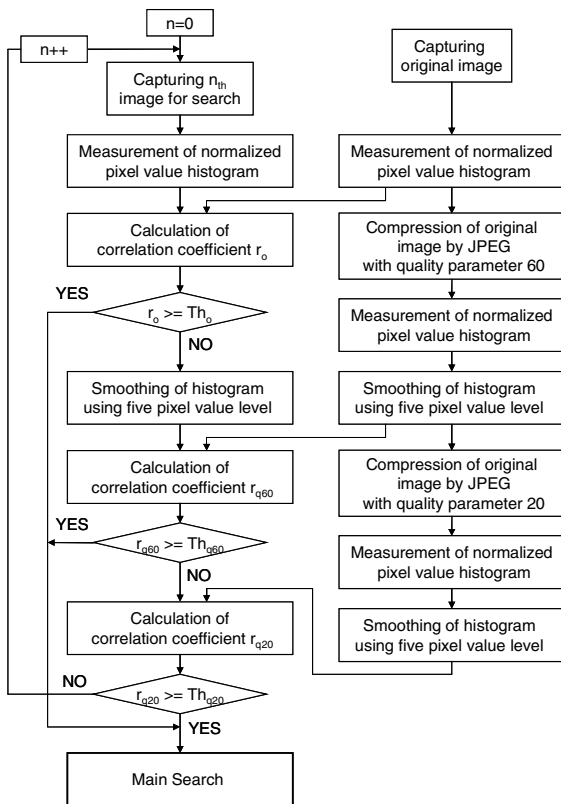 n=0
n++
Capturing nth
image for search
Measurement of normalized
pixel value histogram
Calculation of
correlation coefficient ro
YES
ro >= Tho
NO
Smoothing of histogram
using five pixel value level
Calculation of
correlation coefficient rq60
YES
rq60 >= Thq60
NO
Calculation of
correlation coefficient rq20
NO
rq20 >= Thq20
YES
Main Search
Capturing
original image
Measurement of normalized
pixel value histogram
Compression of original
image by JPEG
with quality parameter 60
Measurement of normalized
pixel value histogram
Smoothing of histogram
using five pixel value level
Compression of original
image by JPEG
with quality parameter 20
Measurement of normalized
pixel value histogram
Smoothing of histogram
using five pixel value level